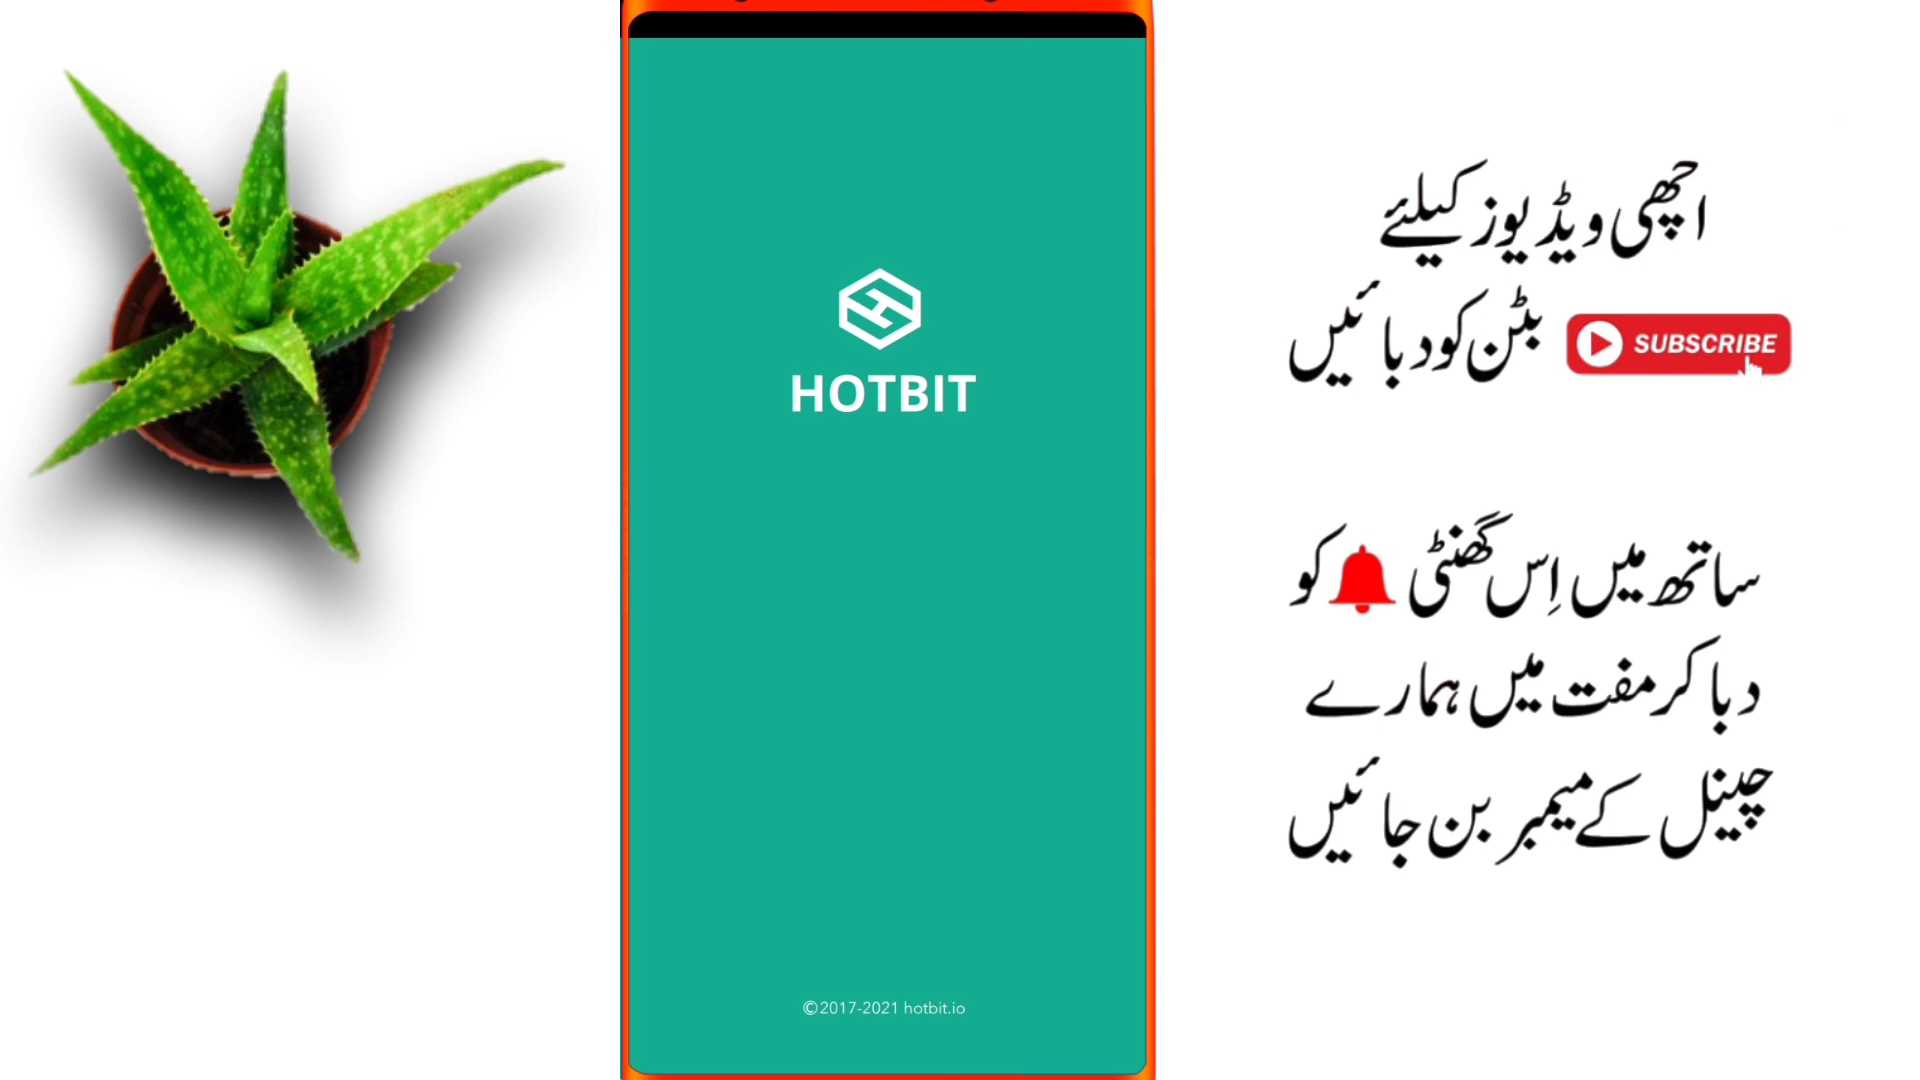 HOTBIT
©2017-2021 hotbit.io
اچھی ویڈیوز کیلئے
SUBSCRIBE بٹن کو دبائیں
ساتھ میں اِس گھنٹی کو
دبا کر مفت میں ہمارے
چینل کے میمبر بن جائیں